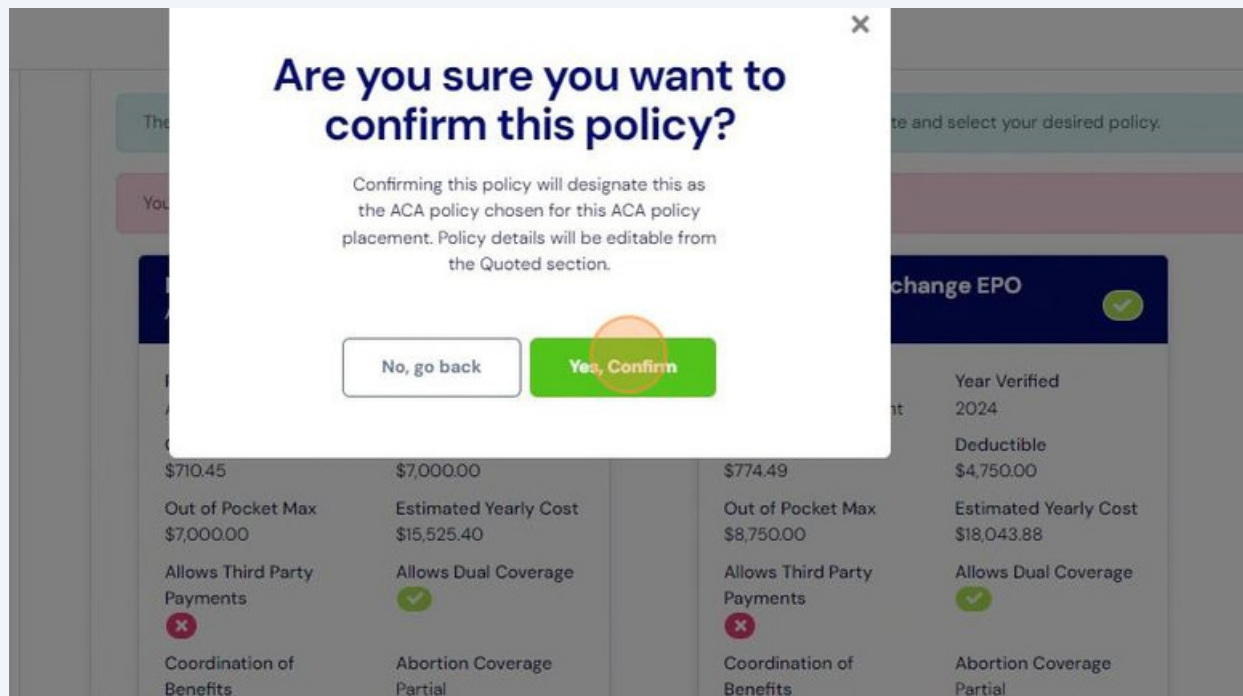 Are you sure you want to
confirm this policy?
Confirming this policy will designate this as
the ACA policy chosen for this ACA policy
placement. Policy details will be editable from
the Quoted section.
No, go back
Yes, Confirm
and select your desired policy.
EPO
Year Verified
2024
Deductible
$710.45 $7,000.00 $774.49 $4,750.00
Out of Pocket Max Estimated Yearly Cost Out of Pocket Max Estimated Yearly Cost
$7,000.00 $15,525.40 $8,750.00 $18,043.88
Allows Third Party Allows Dual Coverage Allows Third Party Allows Dual Coverage
Payments Payments
Coordination of Abortion Coverage Coordination of Abortion Coverage
Benefits Partial Benefits Partial